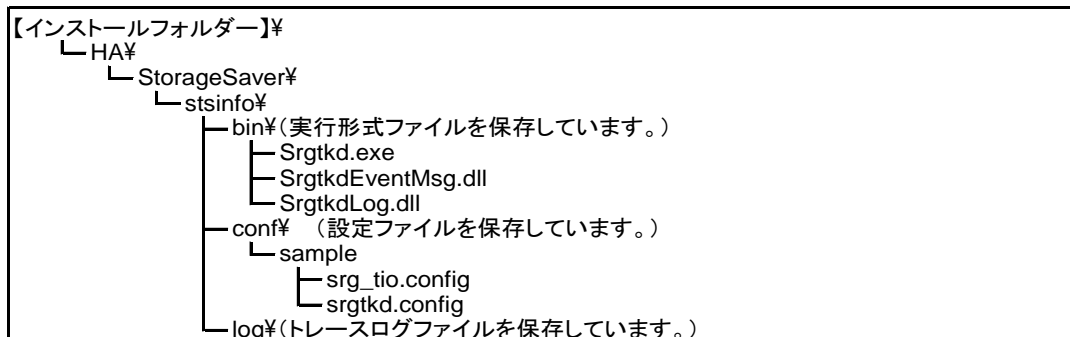 【インストールフォルダー】¥
HA¥
StorageSaver¥
stsinfo¥
bin¥(実行形式ファイルを保存しています。)
Srgtkd.exe
SrgtkdEventMsg.dll
SrgtkdLog.dll
conf¥ (設定ファイルを保存しています。)
sample
srg_tio.config
srgtkd.config
log¥(トレースログファイルを保存しています。)